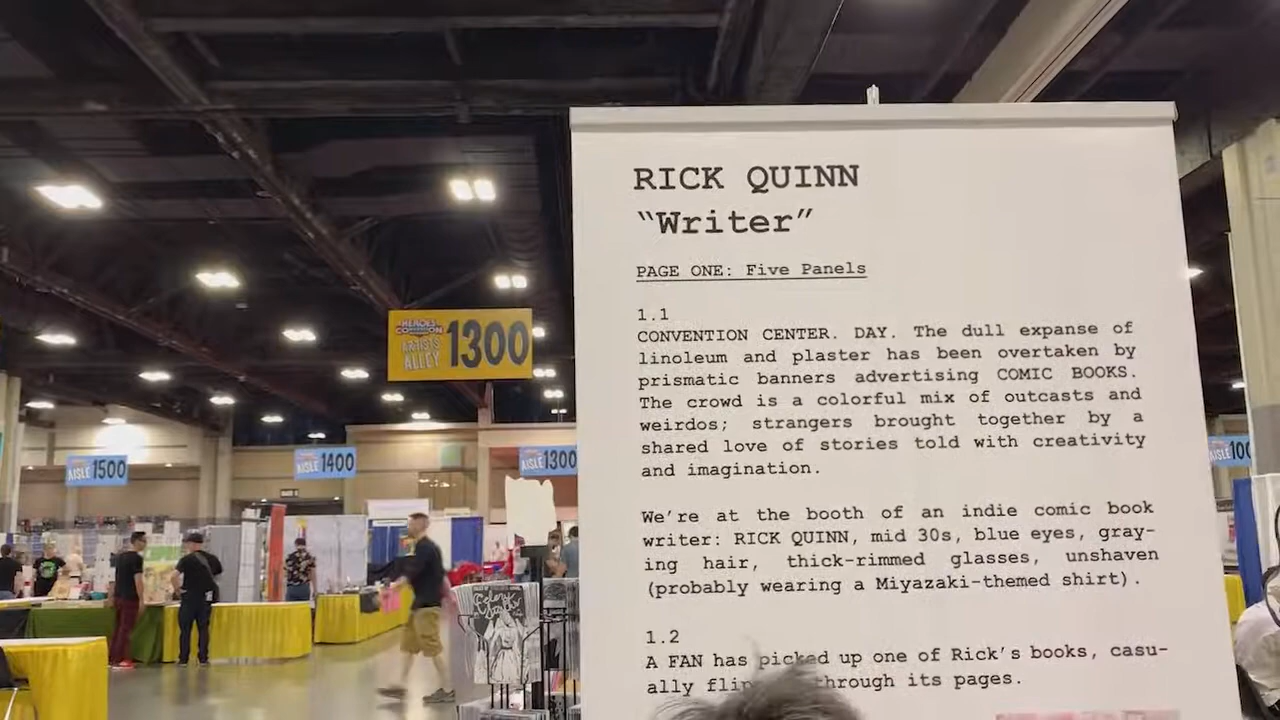 RICK QUINN
“Writer”
PAGE ONE: Five Panels
1.1
CONVENTION CENTER. DAY. The dull expanse of
linoleum and plaster has been overtaken by
prismatic banners advertising COMIC BOOKS.
The crowd is a colorful mix of outcasts and
weirdos; strangers brought together by a
shared love of stories told with creativity
and imagination.
We’re at the booth of an indie comic book
writer: RICK QUINN, mid 30s, blue eyes, gray-
ing hair, thick-rimmed glasses, unshaven
(probably wearing a Miyazaki-themed shirt).
1.2
A FAN has picked up one of Rick’s books, casu-
ally through its pages.
HEROES
CONVENTION
ARTISTS
ALLEY
1300
AISLE 1500
AISLE 1400
AISLE 1300
AISLE